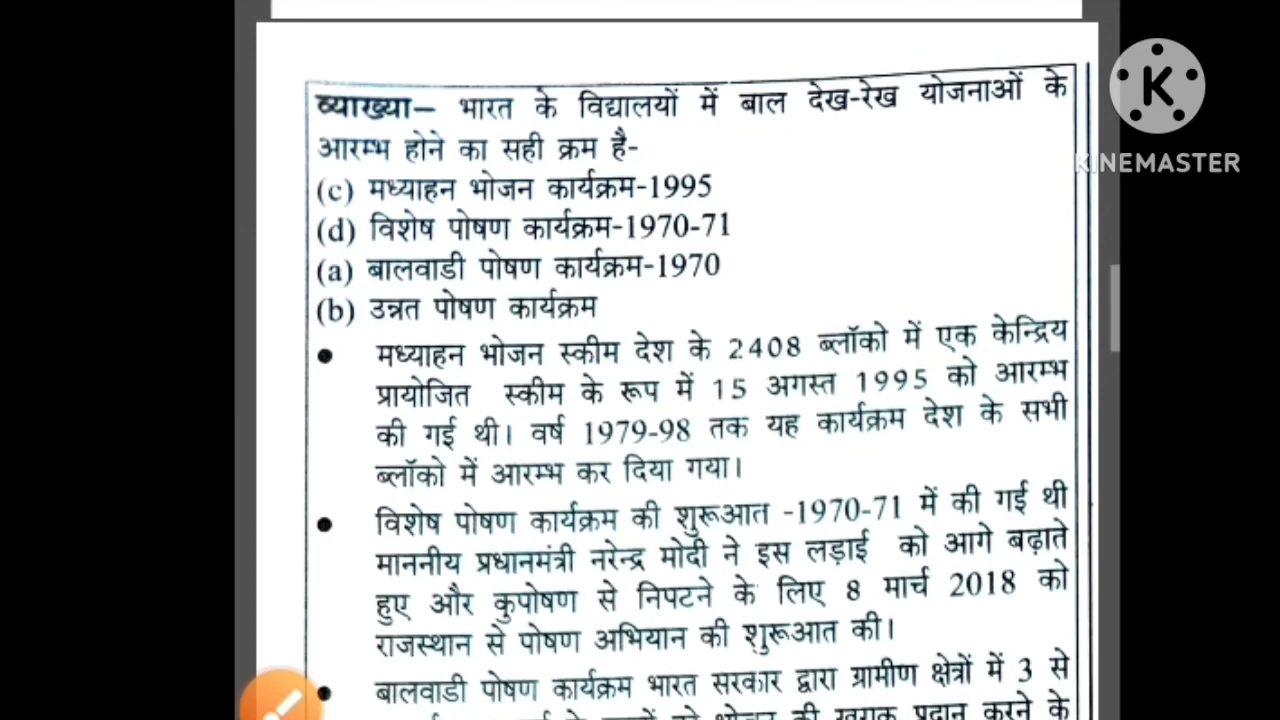 व्याख्या– भारत के विद्यालयों में बाल देख-रेख योजनाओं के
आरम्भ होने का सही क्रम है-
(c) मध्याहन भोजन कार्यक्रम-1995
(d) विशेष पोषण कार्यक्रम-1970-71
(a) बालवाडी पोषण कार्यक्रम-1970
(b) उन्नत पोषण कार्यक्रम
• मध्याहन भोजन स्कीम देश के 2408 ब्लॉको में एक केन्द्रिय
प्रायोजित स्कीम के रूप में 15 अगस्त 1995 को आरम्भ
की गई थी। वर्ष 1979-98 तक यह कार्यक्रम देश के सभी
ब्लॉको में आरम्भ कर दिया गया।
• विशेष पोषण कार्यक्रम की शुरूआत -1970-71 में की गई थी
माननीय प्रधानमंत्री नरेन्द्र मोदी ने इस लड़ाई को आगे बढ़ाते
हुए और कुपोषण से निपटने के लिए 8 मार्च 2018 को
राजस्थान से पोषण अभियान की शुरूआत की।
• बालवाडी पोषण कार्यक्रम भारत सरकार द्वारा ग्रामीण क्षेत्रों में 3 से
प्रदान करने के
K
KINEMASTER